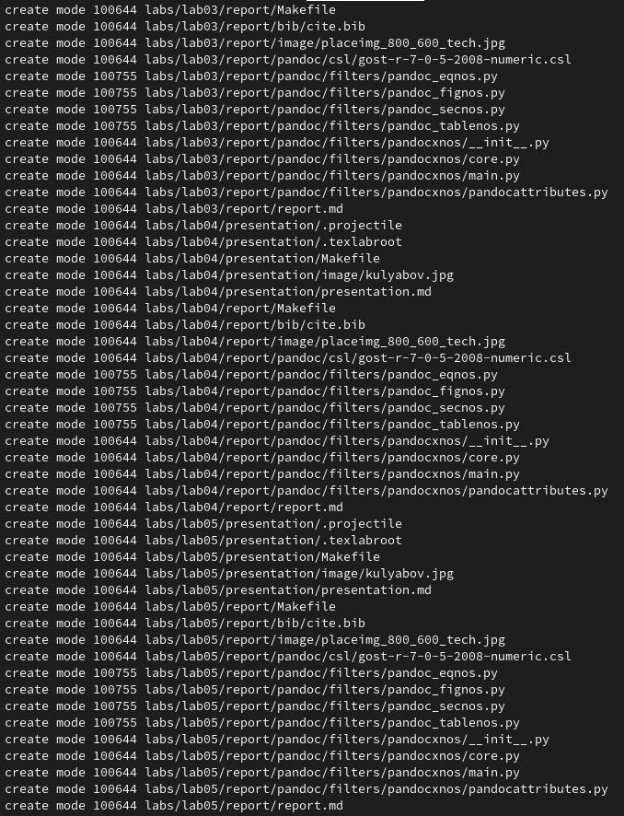 create mode 100644 labs/lab03/report/Makefile
create mode 100644 labs/lab03/report/bib/cite.bib
create mode 100644 labs/lab03/report/image/placeimg_800_600_tech.jpg
create mode 100644 labs/lab03/report/pandoc/csl/gost-r-7-0-5-2008-numeric.csl
create mode 100755 labs/lab03/report/pandoc/filters/pandoc_eqnos.py
create mode 100755 labs/lab03/report/pandoc/filters/pandoc_fignos.py
create mode 100755 labs/lab03/report/pandoc/filters/pandoc_secnos.py
create mode 100755 labs/lab03/report/pandoc/filters/pandoc_tablenos.py
create mode 100644 labs/lab03/report/pandoc/filters/pandocxnos/__init__.py
create mode 100644 labs/lab03/report/pandoc/filters/pandocxnos/core.py
create mode 100644 labs/lab03/report/pandoc/filters/pandocxnos/main.py
create mode 100644 labs/lab03/report/pandoc/filters/pandocxnos/pandocattributes.py
create mode 100644 labs/lab03/report/report.md
create mode 100644 labs/lab04/presentation/.projectile
create mode 100644 labs/lab04/presentation/.texlabroot
create mode 100644 labs/lab04/presentation/Makefile
create mode 100644 labs/lab04/presentation/image/kulyabov.jpg
create mode 100644 labs/lab04/presentation/presentation.md
create mode 100644 labs/lab04/report/Makefile
create mode 100644 labs/lab04/report/bib/cite.bib
create mode 100644 labs/lab04/report/image/placeimg_800_600_tech.jpg
create mode 100644 labs/lab04/report/pandoc/csl/gost-r-7-0-5-2008-numeric.csl
create mode 100755 labs/lab04/report/pandoc/filters/pandoc_eqnos.py
create mode 100755 labs/lab04/report/pandoc/filters/pandoc_fignos.py
create mode 100755 labs/lab04/report/pandoc/filters/pandoc_secnos.py
create mode 100755 labs/lab04/report/pandoc/filters/pandoc_tablenos.py
create mode 100644 labs/lab04/report/pandoc/filters/pandocxnos/__init__.py
create mode 100644 labs/lab04/report/pandoc/filters/pandocxnos/core.py
create mode 100644 labs/lab04/report/pandoc/filters/pandocxnos/main.py
create mode 100644 labs/lab04/report/pandoc/filters/pandocxnos/pandocattributes.py
create mode 100644 labs/lab04/report/report.md
create mode 100644 labs/lab05/presentation/.projectile
create mode 100644 labs/lab05/presentation/.texlabroot
create mode 100644 labs/lab05/presentation/Makefile
create mode 100644 labs/lab05/presentation/image/kulyabov.jpg
create mode 100644 labs/lab05/presentation/presentation.md
create mode 100644 labs/lab05/report/Makefile
create mode 100644 labs/lab05/report/bib/cite.bib
create mode 100644 labs/lab05/report/image/placeimg_800_600_tech.jpg
create mode 100644 labs/lab05/report/pandoc/csl/gost-r-7-0-5-2008-numeric.csl
create mode 100755 labs/lab05/report/pandoc/filters/pandoc_eqnos.py
create mode 100755 labs/lab05/report/pandoc/filters/pandoc_fignos.py
create mode 100755 labs/lab05/report/pandoc/filters/pandoc_secnos.py
create mode 100755 labs/lab05/report/pandoc/filters/pandoc_tablenos.py
create mode 100644 labs/lab05/report/pandoc/filters/pandocxnos/__init__.py
create mode 100644 labs/lab05/report/pandoc/filters/pandocxnos/core.py
create mode 100644 labs/lab05/report/pandoc/filters/pandocxnos/main.py
create mode 100644 labs/lab05/report/pandoc/filters/pandocxnos/pandocattributes.py
create mode 100644 labs/lab05/report/report.md